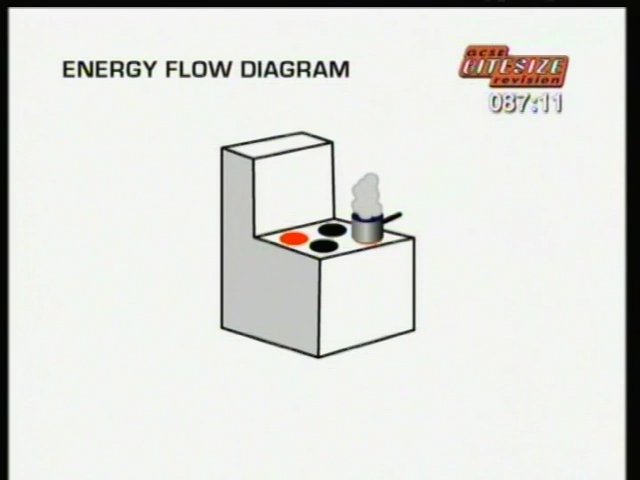 ENERGY FLOW DIAGRAM
GCSE
BITESIZE
revision
087:11